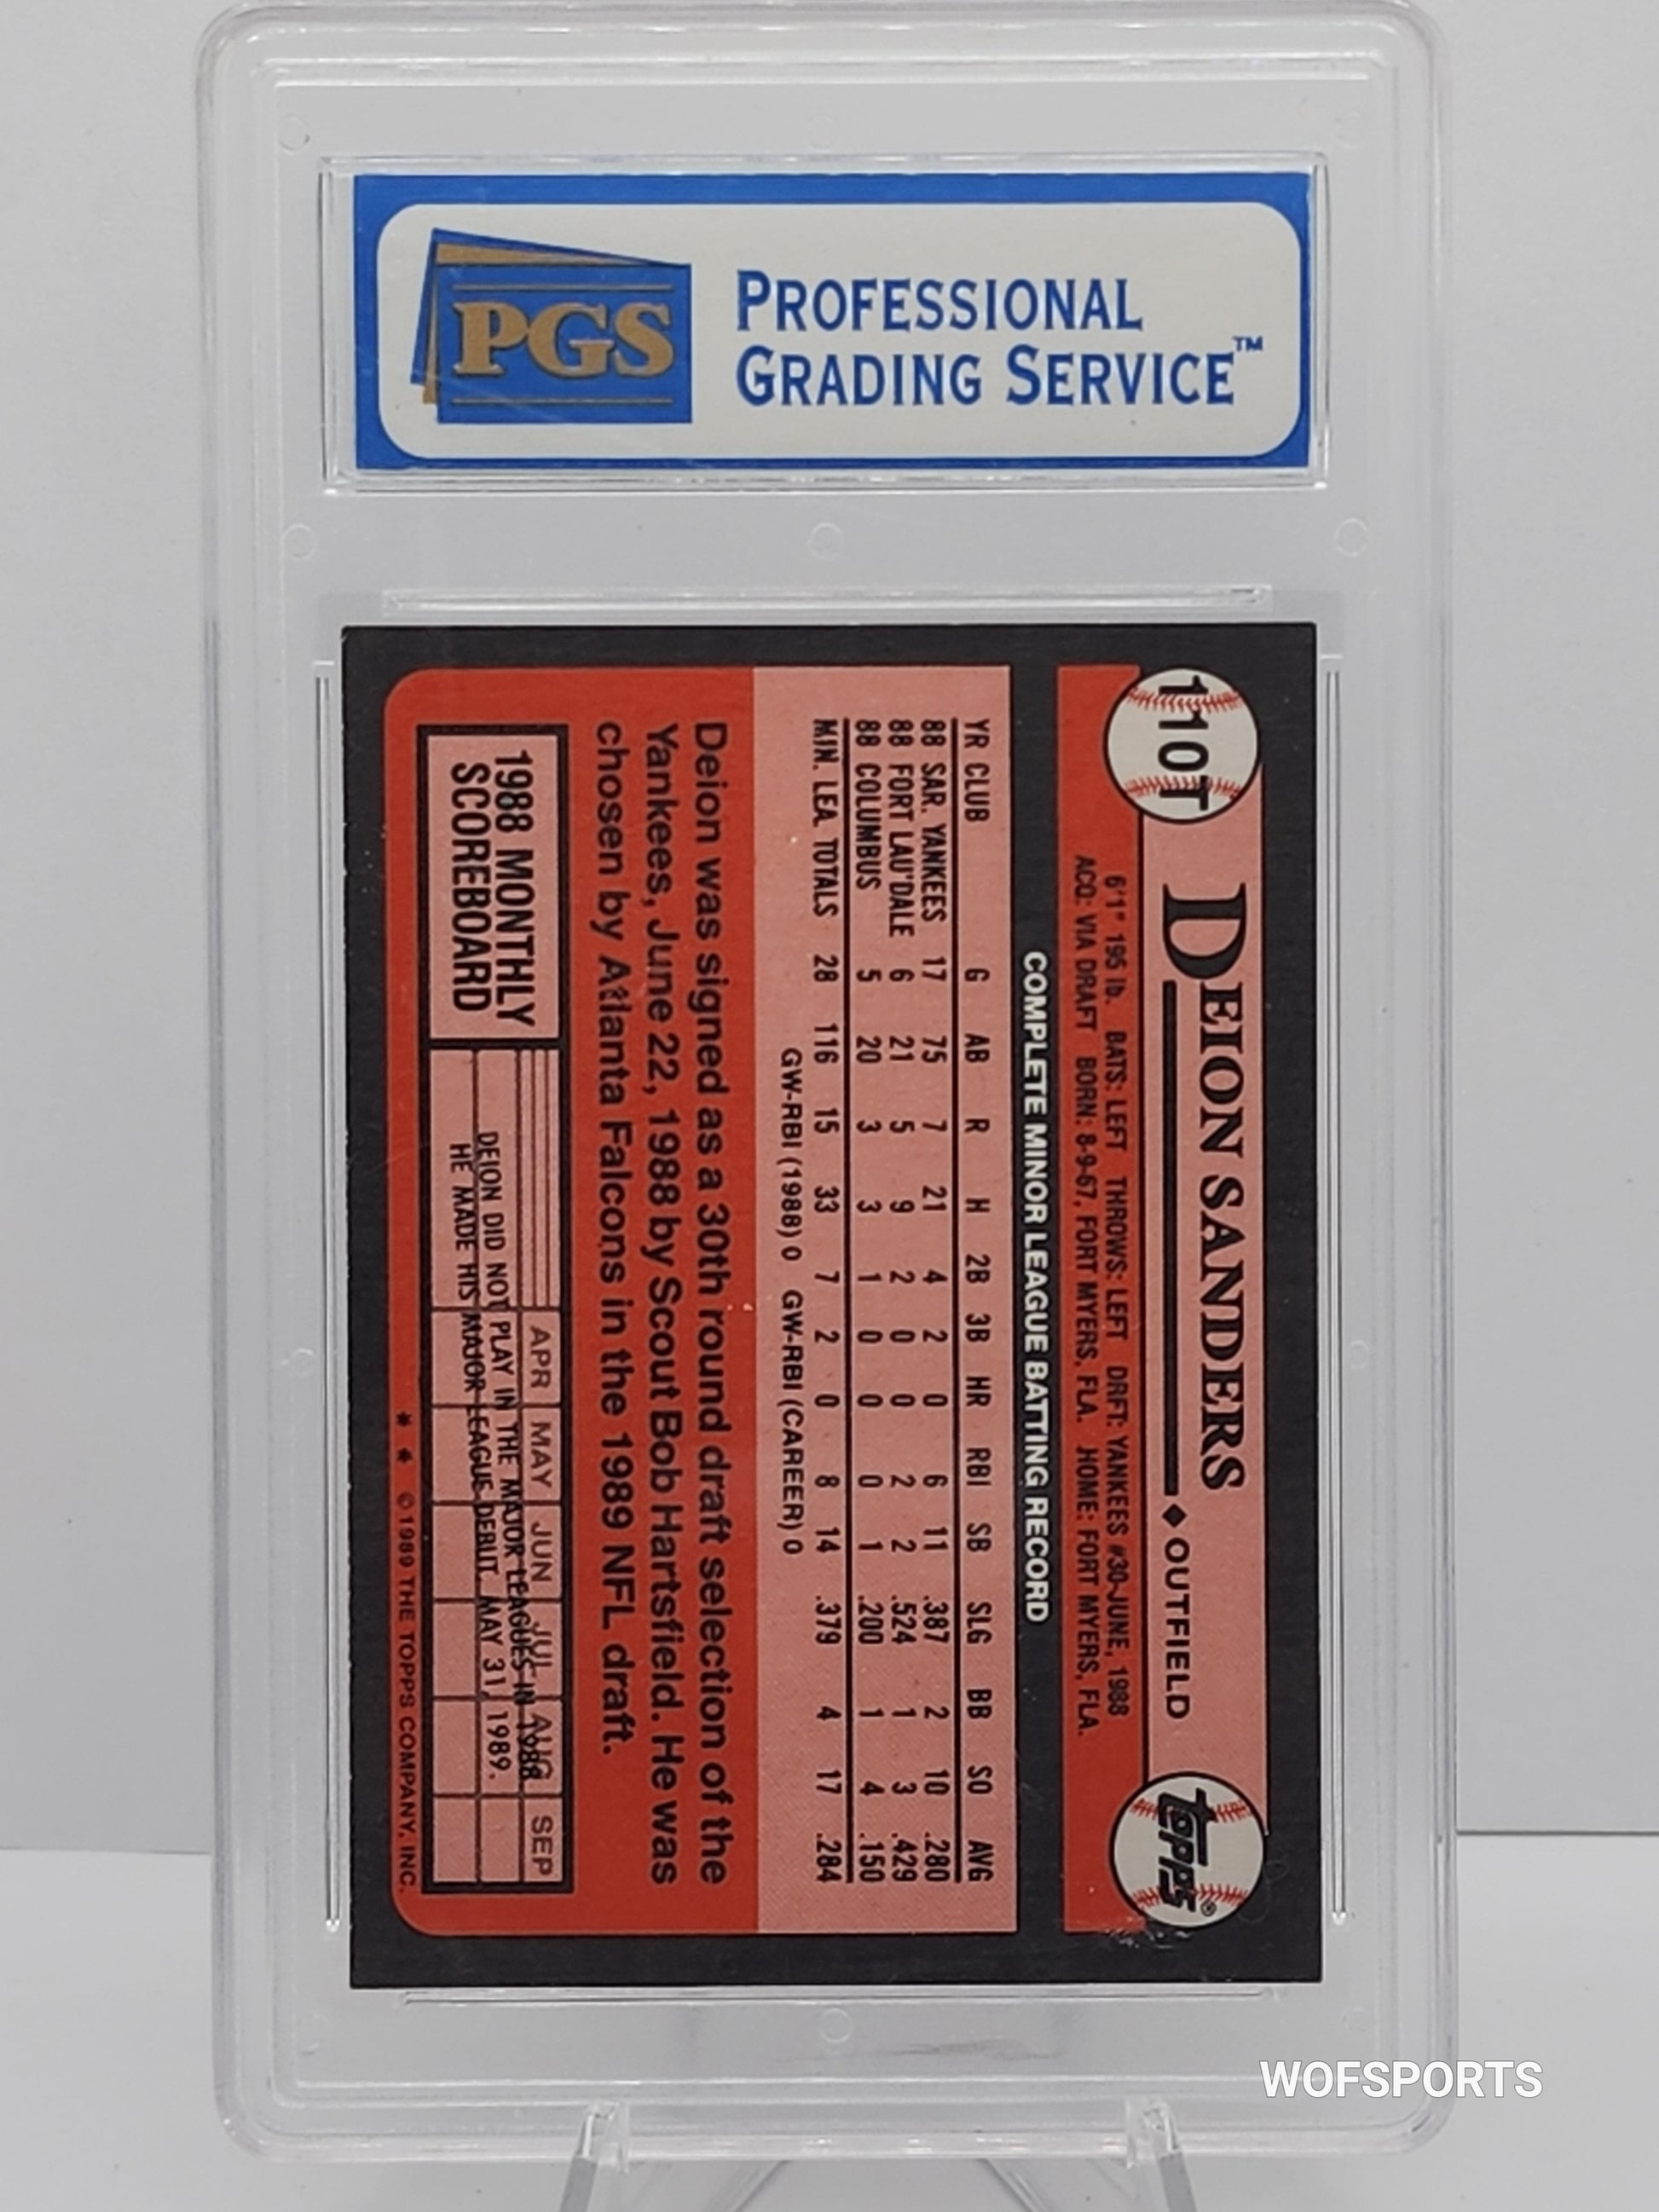 PGS
PROFESSIONAL
GRADING SERVICE™
110T
DEION SANDERS ◆ OUTFIELD
topps®
6'1" 195 lb. BATS: LEFT THROWS: LEFT DRFT: YANKEES #30-JUNE, 1988
ACQ: VIA DRAFT BORN: 8-9-67, FORT MYERS, FLA. HOME: FORT MYERS, FLA.
COMPLETE MINOR LEAGUE BATTING RECORD
YR CLUB G AB R H 2B 3B HR RBI SB SLG BB SO AVG
88 SAR. YANKEES 17 75 7 21 4 2 0 6 11 .387 2 10 .280
88 FORT LAU'DALE 6 21 5 9 2 0 0 2 2 .524 1 3 .429
88 COLUMBUS 5 20 3 3 1 0 0 0 1 .200 1 4 .150
MIN. LEA. TOTALS 28 116 15 33 7 2 0 8 14 .379 4 17 .284
GW-RBI (1988) 0 GW-RBI (CAREER) 0
Deion was signed as a 30th round draft selection of the
Yankees, June 22, 1988 by Scout Bob Hartsfield. He was
chosen by Atlanta Falcons in the 1989 NFL draft.
1988 MONTHLY
SCOREBOARD
APR MAY JUN JUL AUG SEP
DEION DID NOT PLAY IN THE MAJOR LEAGUES IN 1988.
HE MADE HIS MAJOR LEAGUE DEBUT, MAY 31, 1989.
* * © 1989 THE TOPPS COMPANY, INC.
WOFSPORTS